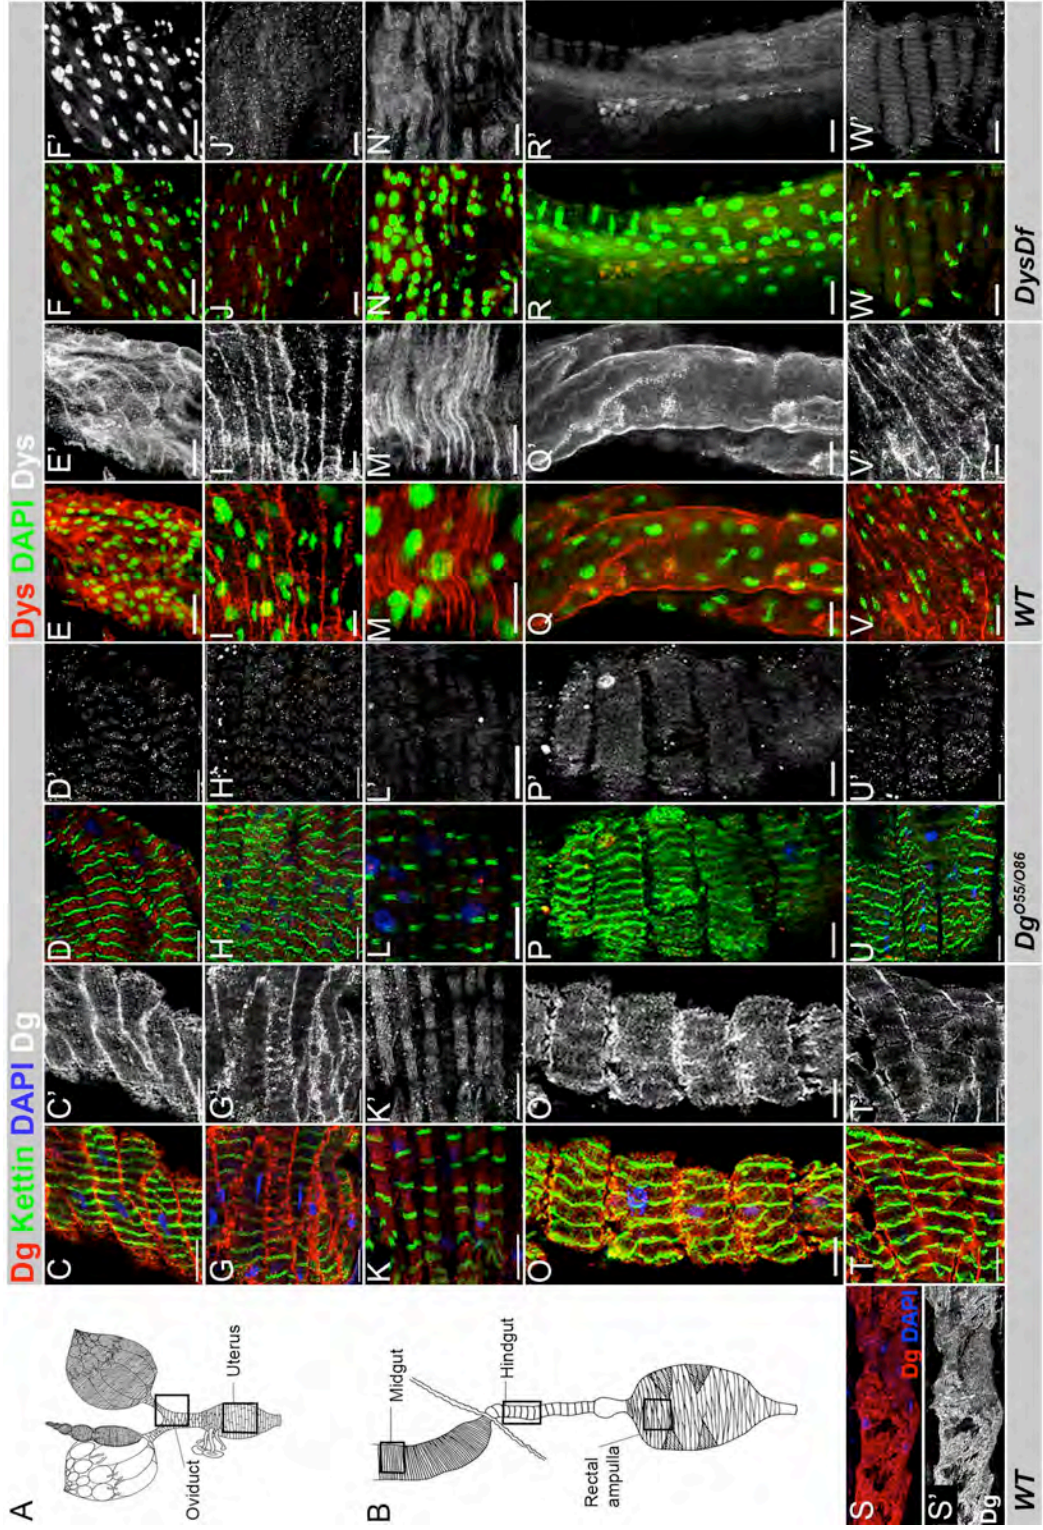 Dg Kettin DAPI Dg
Dys DAPI Dys
A
Oviduct
Uterus
C
C'
D
D'
E
E'
F
F'
G
G'
H
H'
I
I'
J
J'
B
Midgut
Hindgut
Rectal
ampulla
K
K'
L
L'
M
M'
N
N'
O
O'
P
P'
Q
Q'
R
R'
S
Dg DAPI
S'
Dg
T
T'
U
U'
V
V'
W
W'
WT
Dg^O55/O86
WT
DysDf